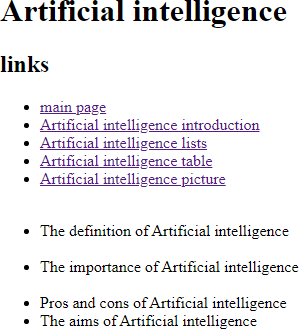 Artificial intelligence
links
main page
Artificial intelligence introduction
Artificial intelligence lists
Artificial intelligence table
Artificial intelligence picture
The definition of Artificial intelligence
The importance of Artificial intelligence
Pros and cons of Artificial intelligence
The aims of Artificial intelligence